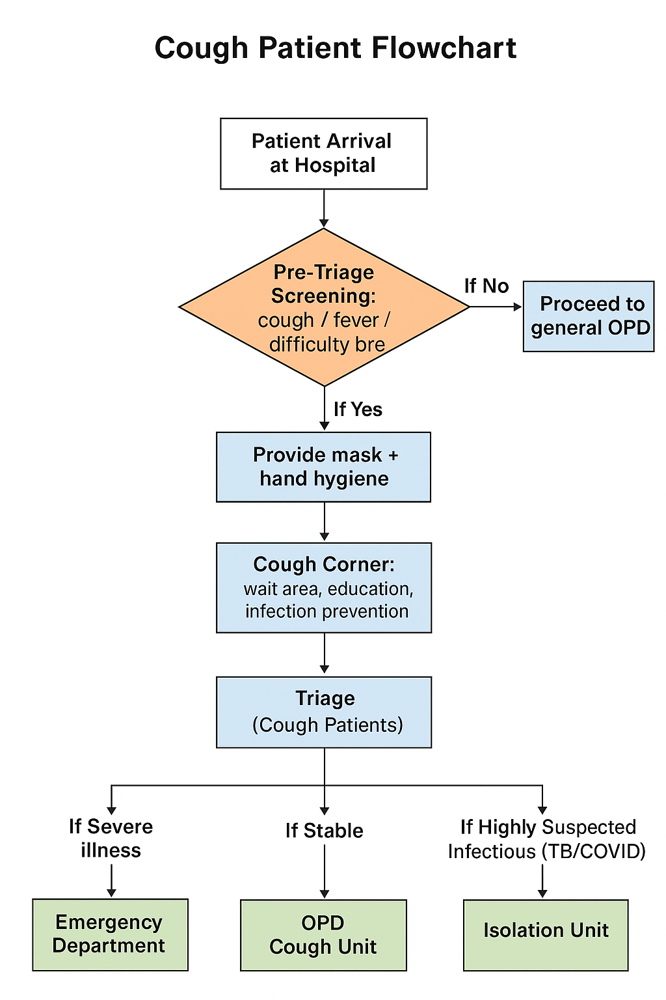 Cough Patient Flowchart
Patient Arrival
at Hospital
Pre-Triage
Screening:
cough / fever /
difficulty bre
If No
Proceed to
general OPD
If Yes
Provide mask +
hand hygiene
Cough Corner:
wait area, education,
infection prevention
Triage
(Cough Patients)
If Severe
illness
If Stable
If Highly Suspected
Infectious (TB/COVID)
Emergency
Department
OPD
Cough Unit
Isolation Unit